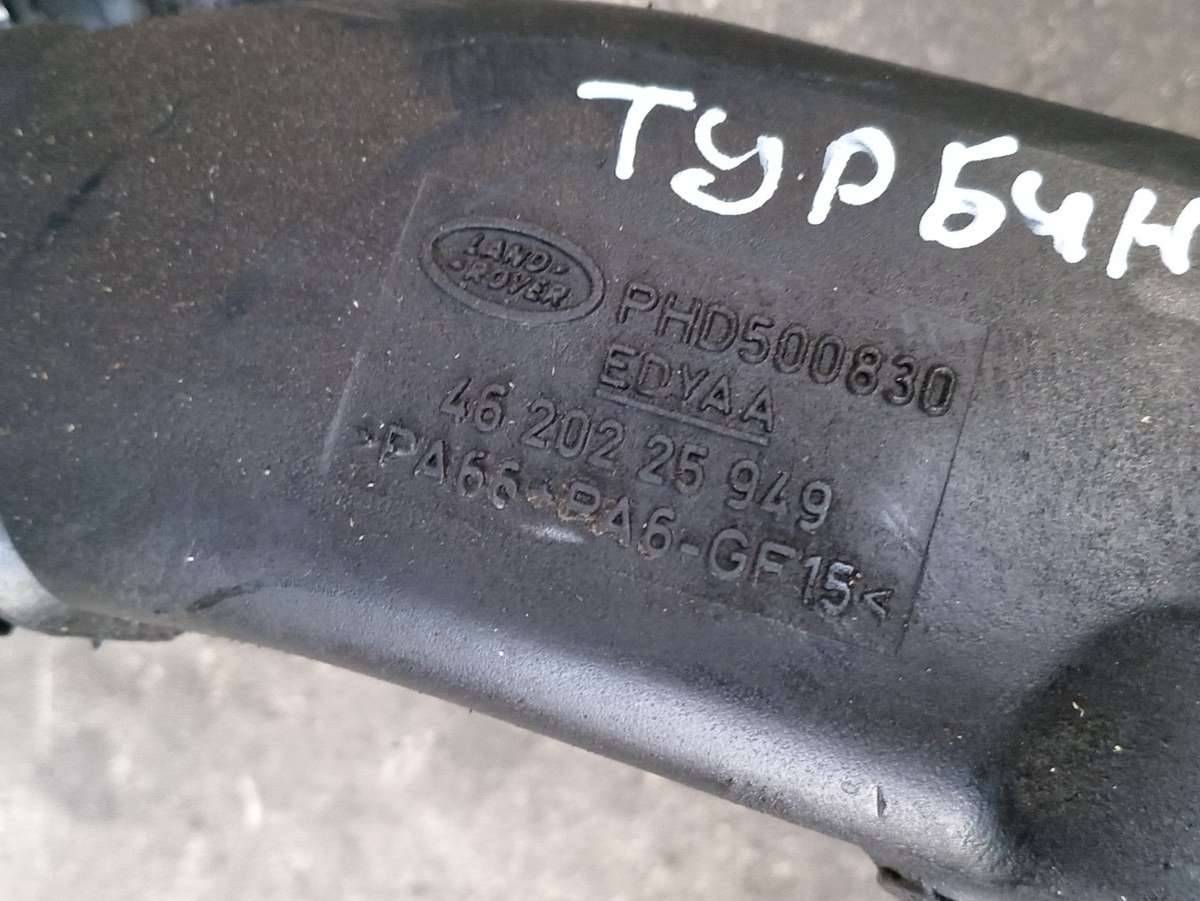 ТУРБИН
LAND-
-ROVER
PHD500830
EDYAA
46 202 25 949
>PA66+PA6-GF15<